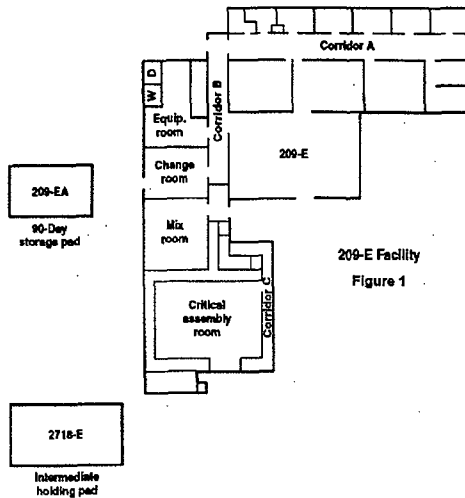 Corridor A
D
W
Corridor B
Equip.
room
Change
room
209-E
209-EA
90-Day
storage pad
Mix
room
209-E Facility
Figure 1
Critical
assembly
room
Corridor C
2718-E
Intermediate
holding pad